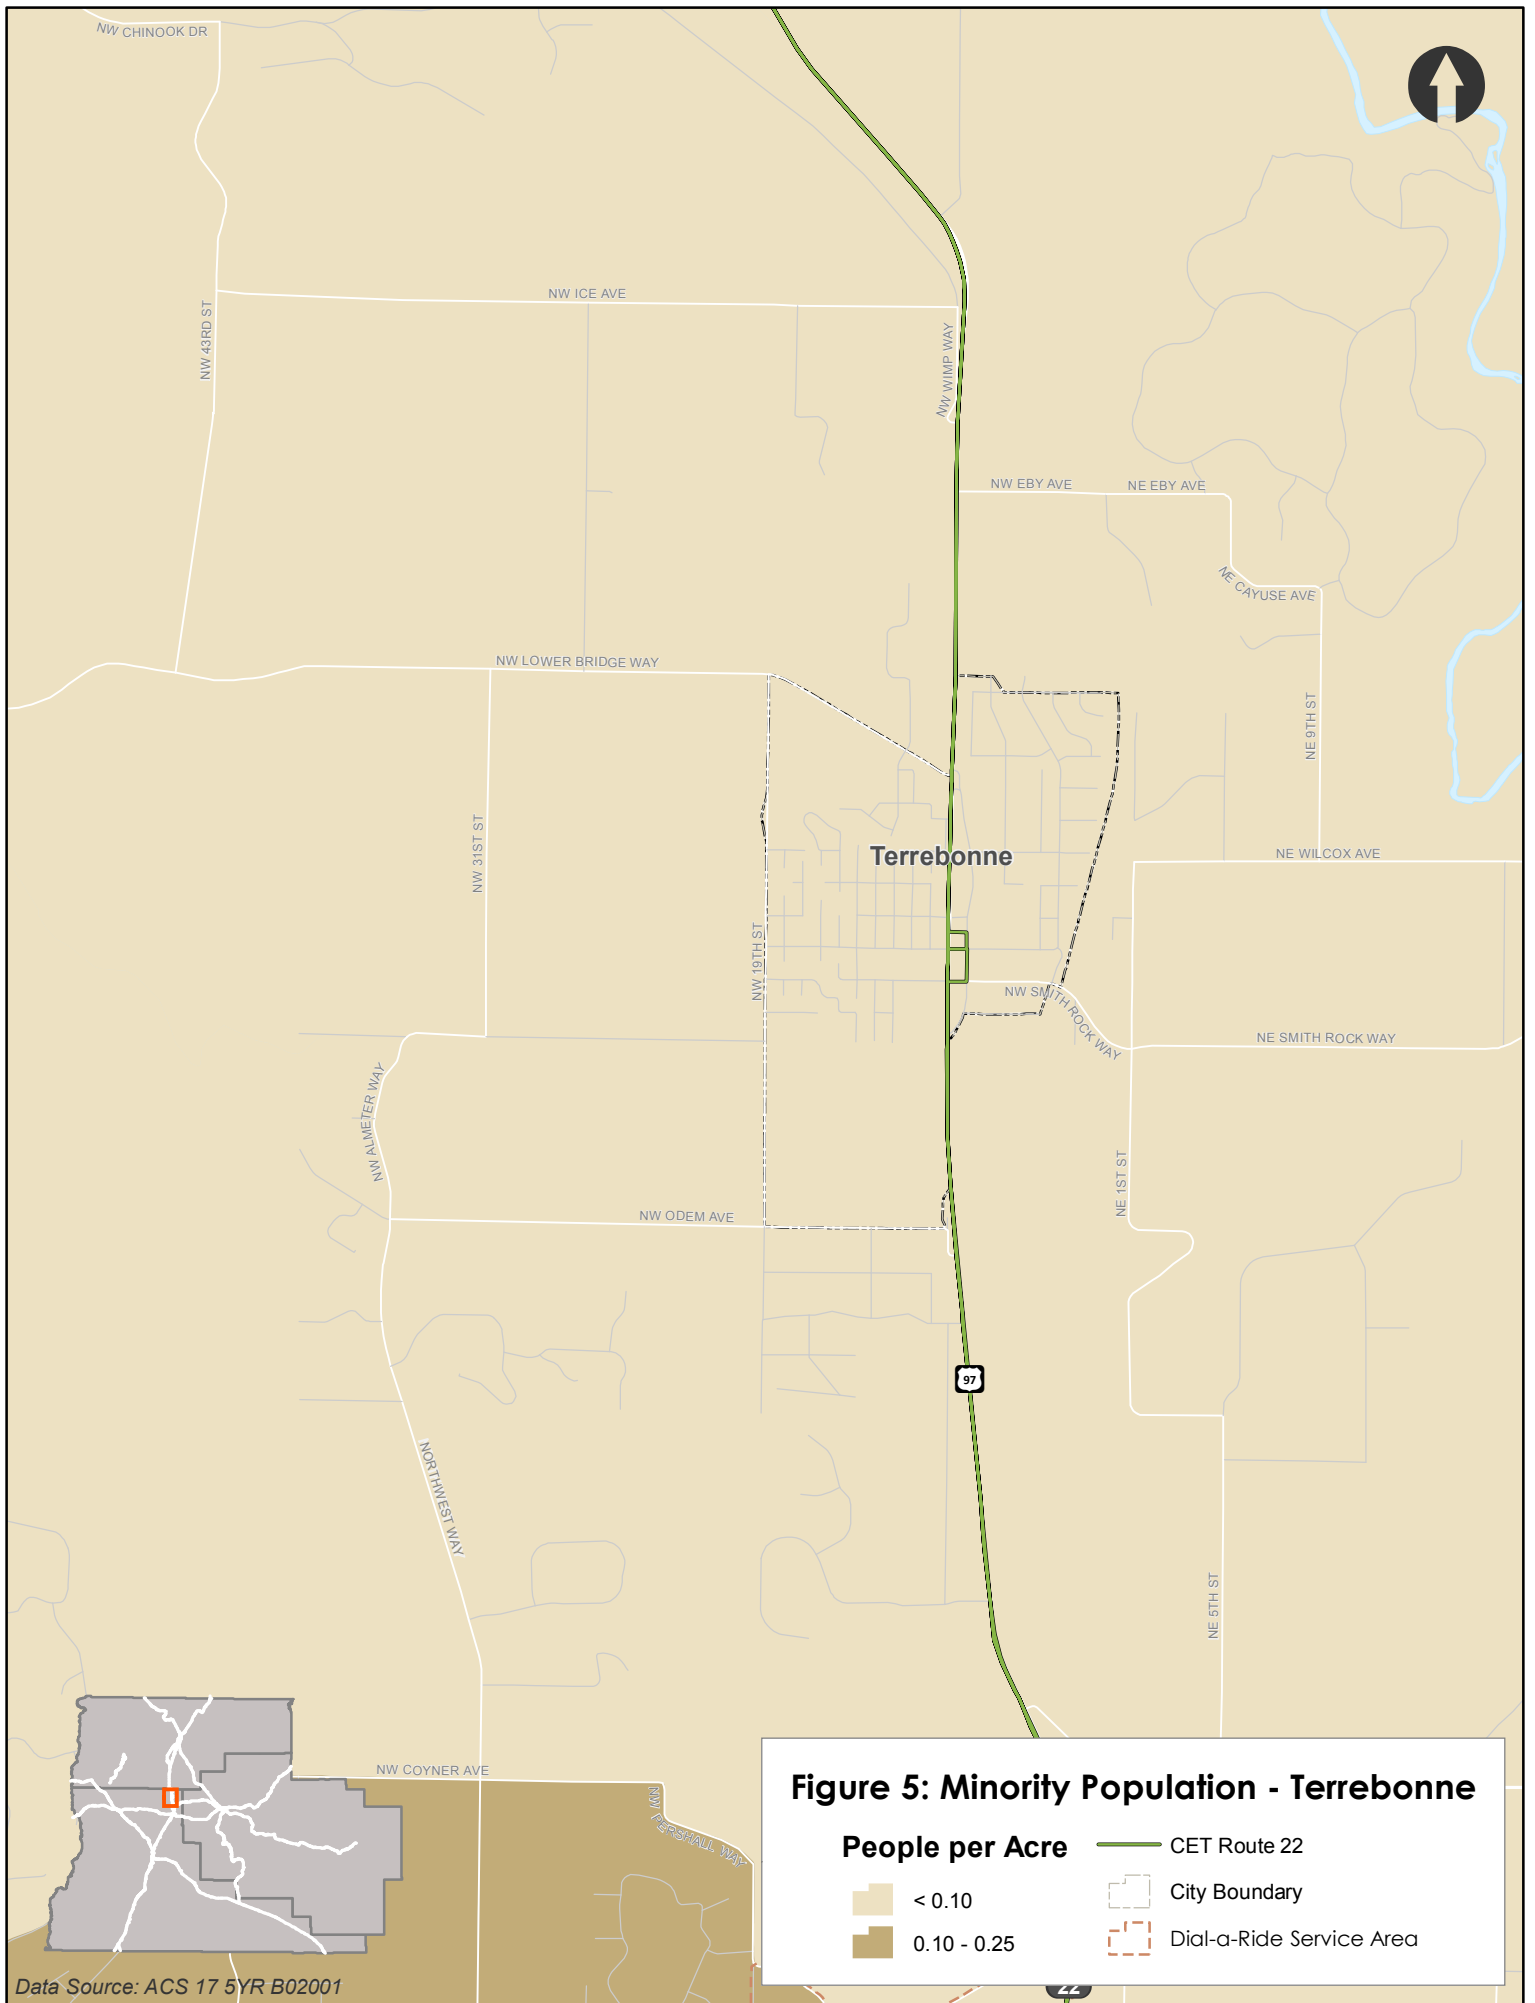 NW CHINOOK DR
NW ICE AVE
NW 43RD ST
NW WIMP WAY
NW EBY AVE
NE EBY AVE
NE CAYUSE AVE
NW LOWER BRIDGE WAY
NE 9TH ST
NW 31ST ST
Terrebonne
NE WILCOX AVE
NW 19TH ST
NW SMITH ROCK WAY
NE SMITH ROCK WAY
NW ALMETER WAY
NE 1ST ST
NW ODEM AVE
97
NORTHWEST WAY
NE 5TH ST
NW COYNER AVE
NW PERSHALL WAY
Figure 5: Minority Population - Terrebonne
People per Acre
CET Route 22
< 0.10
City Boundary
0.10 - 0.25
Dial-a-Ride Service Area
22
Data Source: ACS 17 5YR B02001